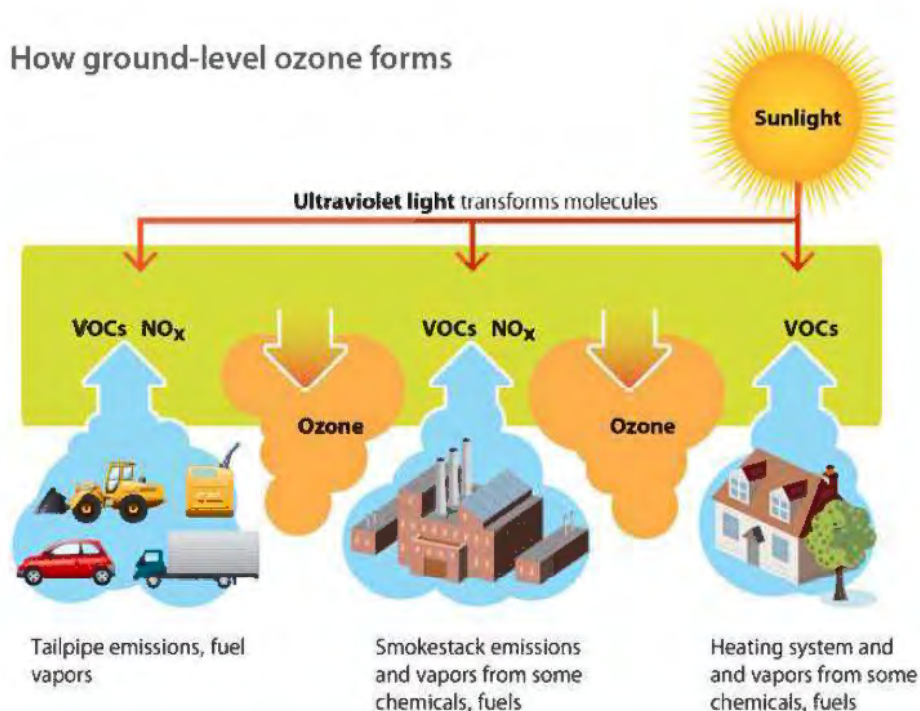 How ground-level ozone forms
Sunlight
Ultraviolet light transforms molecules
VOCs NOx
VOCs NOx
VOCs
Ozone
Ozone
Tailpipe emissions, fuel
vapors
Smokestack emissions
and vapors from some
chemicals, fuels
Heating system and
and vapors from some
chemicals, fuels